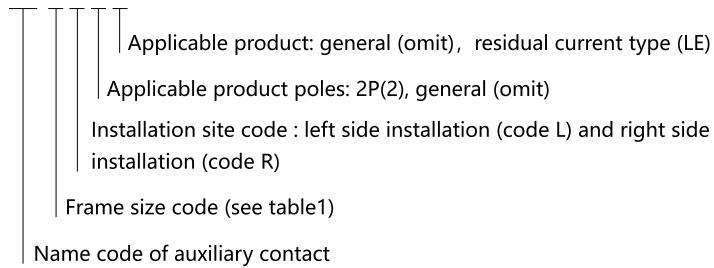 Applicable product: general (omit)，residual current type (LE)
Applicable product poles: 2P(2), general (omit)
Installation site code : left side installation (code L) and right side
installation (code R)
Frame size code (see table1)
Name code of auxiliary contact